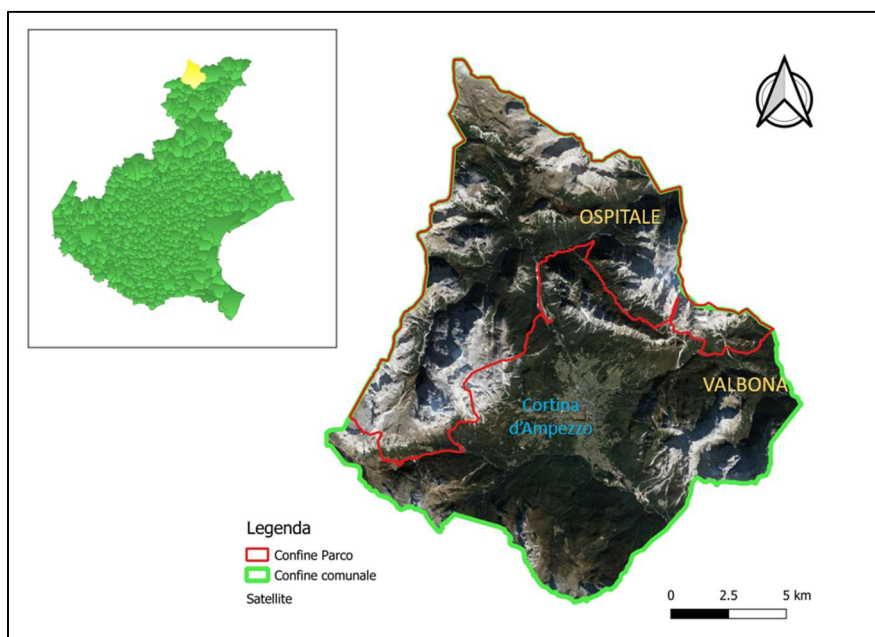 OSPITALE
VALBONA
Cortina
d'Ampezzo
Legenda
Confine Parco
Confine comunale
Satellite
0 2.5 5 km